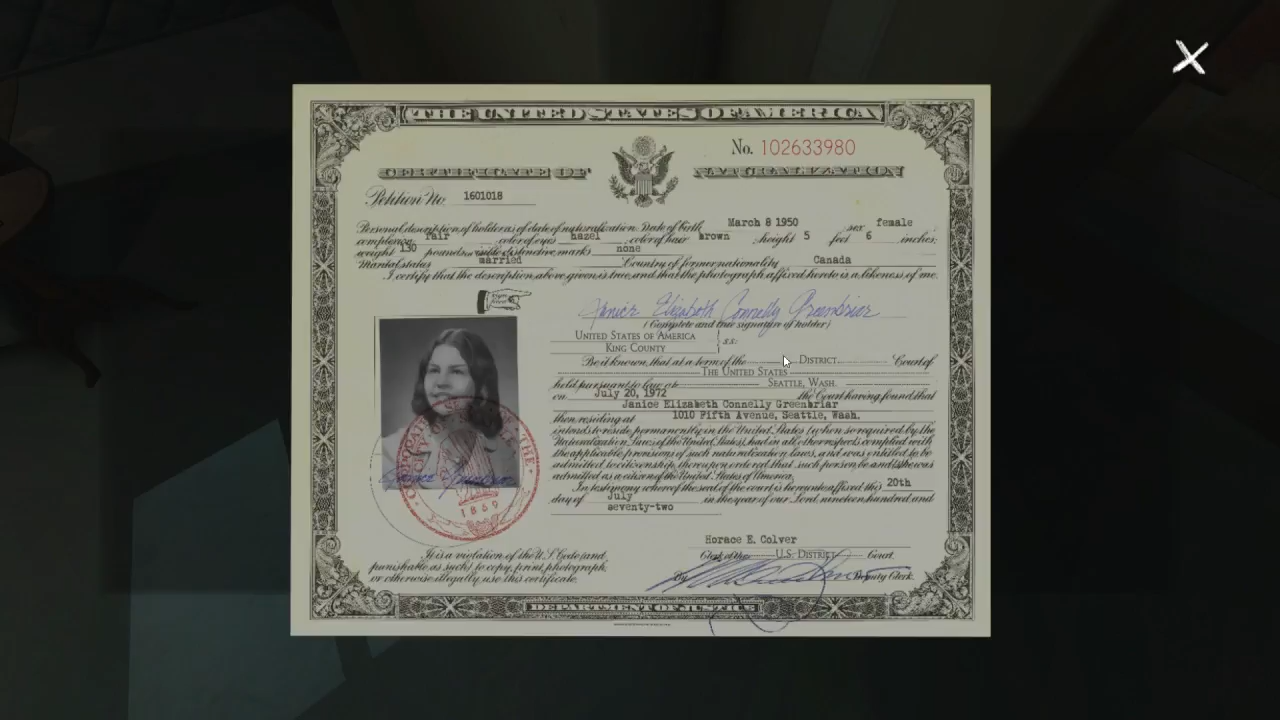 THE UNITED STATES OF AMERICA
No. 102633980
CERTIFICATE OF NATURALIZATION
Petition No. 1601018
Personal description of holder as of date of naturalization: Date of birth March 8 1950 sex female
complexion fair color of eyes hazel color of hair brown height 5 feet 6 inches;
weight 130 pounds; visible distinctive marks none
Marital status married Country of former nationality Canada
I certify that the description above given is true, and that the photograph affixed hereto is a likeness of me.
Janice Elizabeth Connelly Greenbriar
(Complete and true signature of holder)
UNITED STATES OF AMERICA
KING COUNTY
ss:
Be it known, that at a term of the DISTRICT Court of
THE UNITED STATES
held pursuant to law at SEATTLE, WASH.
on July 20, 1972 the Court having found that
Janice Elizabeth Connelly Greenbriar
then residing at 1010 Fifth Avenue, Seattle, Wash.
intends to reside permanently in the United States (when so required by the
Naturalization Laws of the United States), had in all other respects complied with
the applicable provisions of such naturalization laws, and was entitled to be
admitted to citizenship, thereupon ordered that such person be and (s)he was
admitted as a citizen of the United States of America.
In testimony whereof the seal of the court is hereunto affixed this 20th
day of July in the year of our Lord nineteen hundred and
seventy-two
Janice Greenbriar
1869
Horace E. Colver
Clerk of the U.S. DISTRICT Court.
By Deputy Clerk.
It is a violation of the U.S. Code (and
punishable as such) to copy, print, photograph,
or otherwise illegally use this certificate.
DEPARTMENT OF JUSTICE